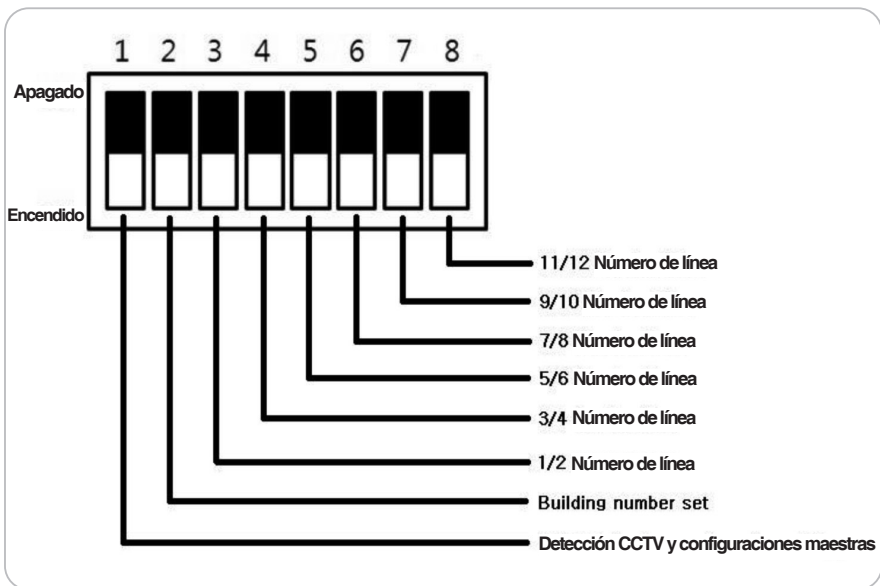 1 2 3 4 5 6 7 8
Apagado
Encendido
11/12 Número de línea
9/10 Número de línea
7/8 Número de línea
5/6 Número de línea
3/4 Número de línea
1/2 Número de línea
Building number set
Detección CCTV y configuraciones maestras